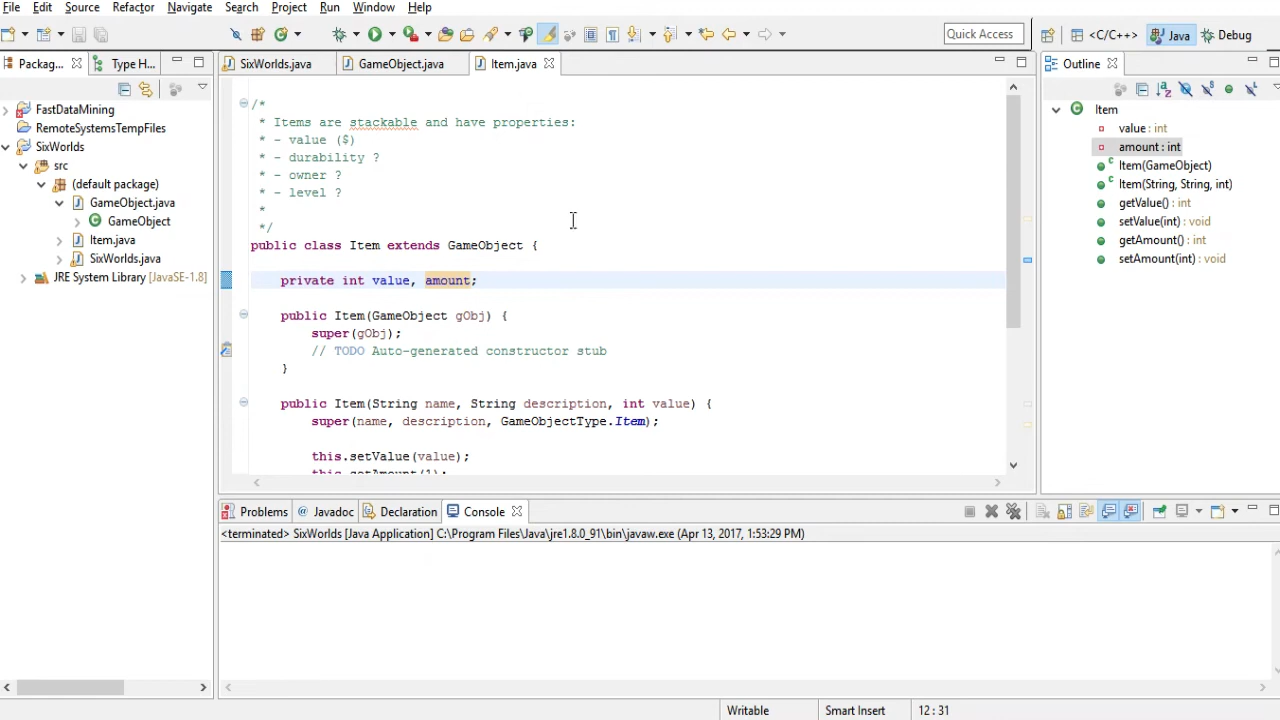 File Edit Source Refactor Navigate Search Project Run Window Help
Quick Access
<C/C++> Java Debug
Packag... Type H...
SixWorlds.java GameObject.java Item.java
Outline
FastDataMining
RemoteSystemsTempFiles
SixWorlds
src
(default package)
GameObject.java
GameObject
Item.java
SixWorlds.java
JRE System Library [JavaSE-1.8]
/*
* Items are stackable and have properties:
* - value ($)
* - durability ?
* - owner ?
* - level ?
*
*/
public class Item extends GameObject {
private int value, amount;
public Item(GameObject gObj) {
super(gObj);
// TODO Auto-generated constructor stub
}
public Item(String name, String description, int value) {
super(name, description, GameObjectType.Item);
this.setValue(value);
this.setAmount(1);
Item
value : int
amount : int
Item(GameObject)
Item(String, String, int)
getValue() : int
setValue(int) : void
getAmount() : int
setAmount(int) : void
Problems @ Javadoc Declaration Console
<terminated> SixWorlds [Java Application] C:\Program Files\Java\jre1.8.0_91\bin\javaw.exe (Apr 13, 2017, 1:53:29 PM)
Writable Smart Insert 12 : 31